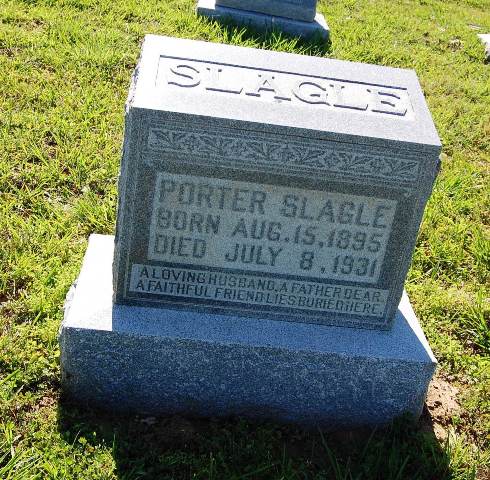 SLAGLE
PORTER SLAGLE
BORN AUG. 15, 1895
DIED JULY 8, 1931
A LOVING HUSBAND, A FATHER DEAR,
A FAITHFUL FRIEND LIES BURIED HERE.